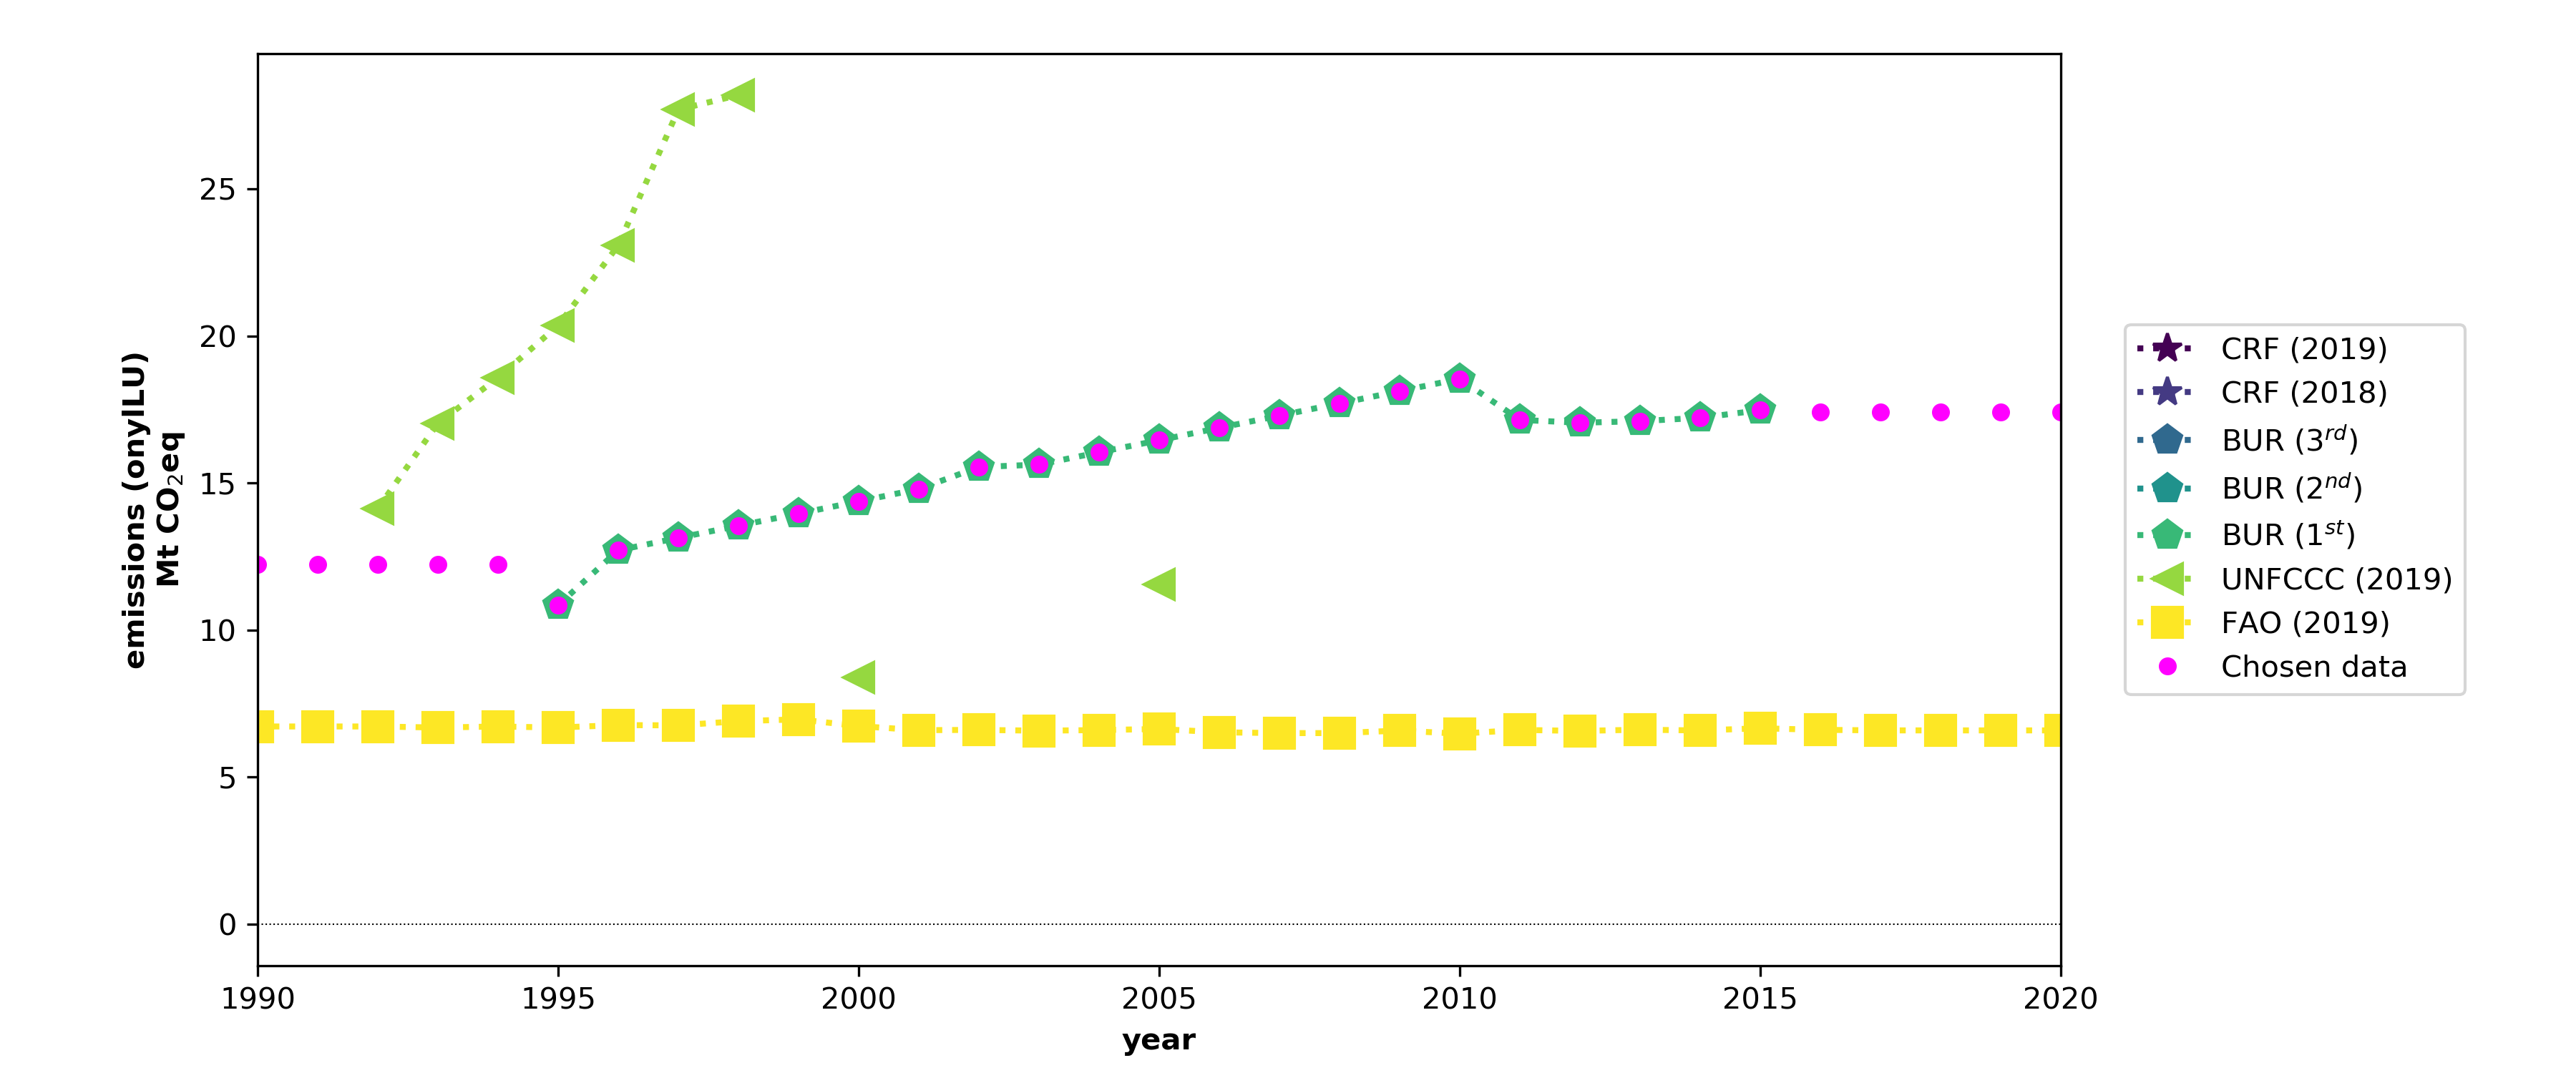 emissions (onylLU)
Mt CO₂eq
25
20
15
10
5
0
1990 1995 2000 2005 2010 2015 2020
year
CRF (2019)
CRF (2018)
BUR (3ʳᵈ)
BUR (2ⁿᵈ)
BUR (1ˢᵗ)
UNFCCC (2019)
FAO (2019)
Chosen data